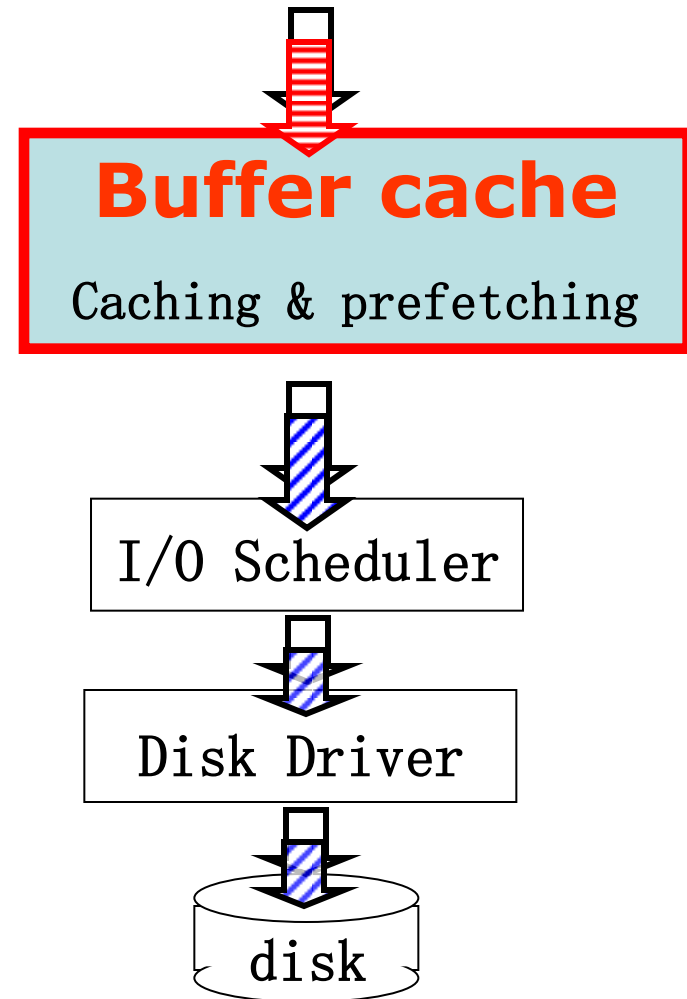 Buffer cache
Caching & prefetching
I/O Scheduler
Disk Driver
disk